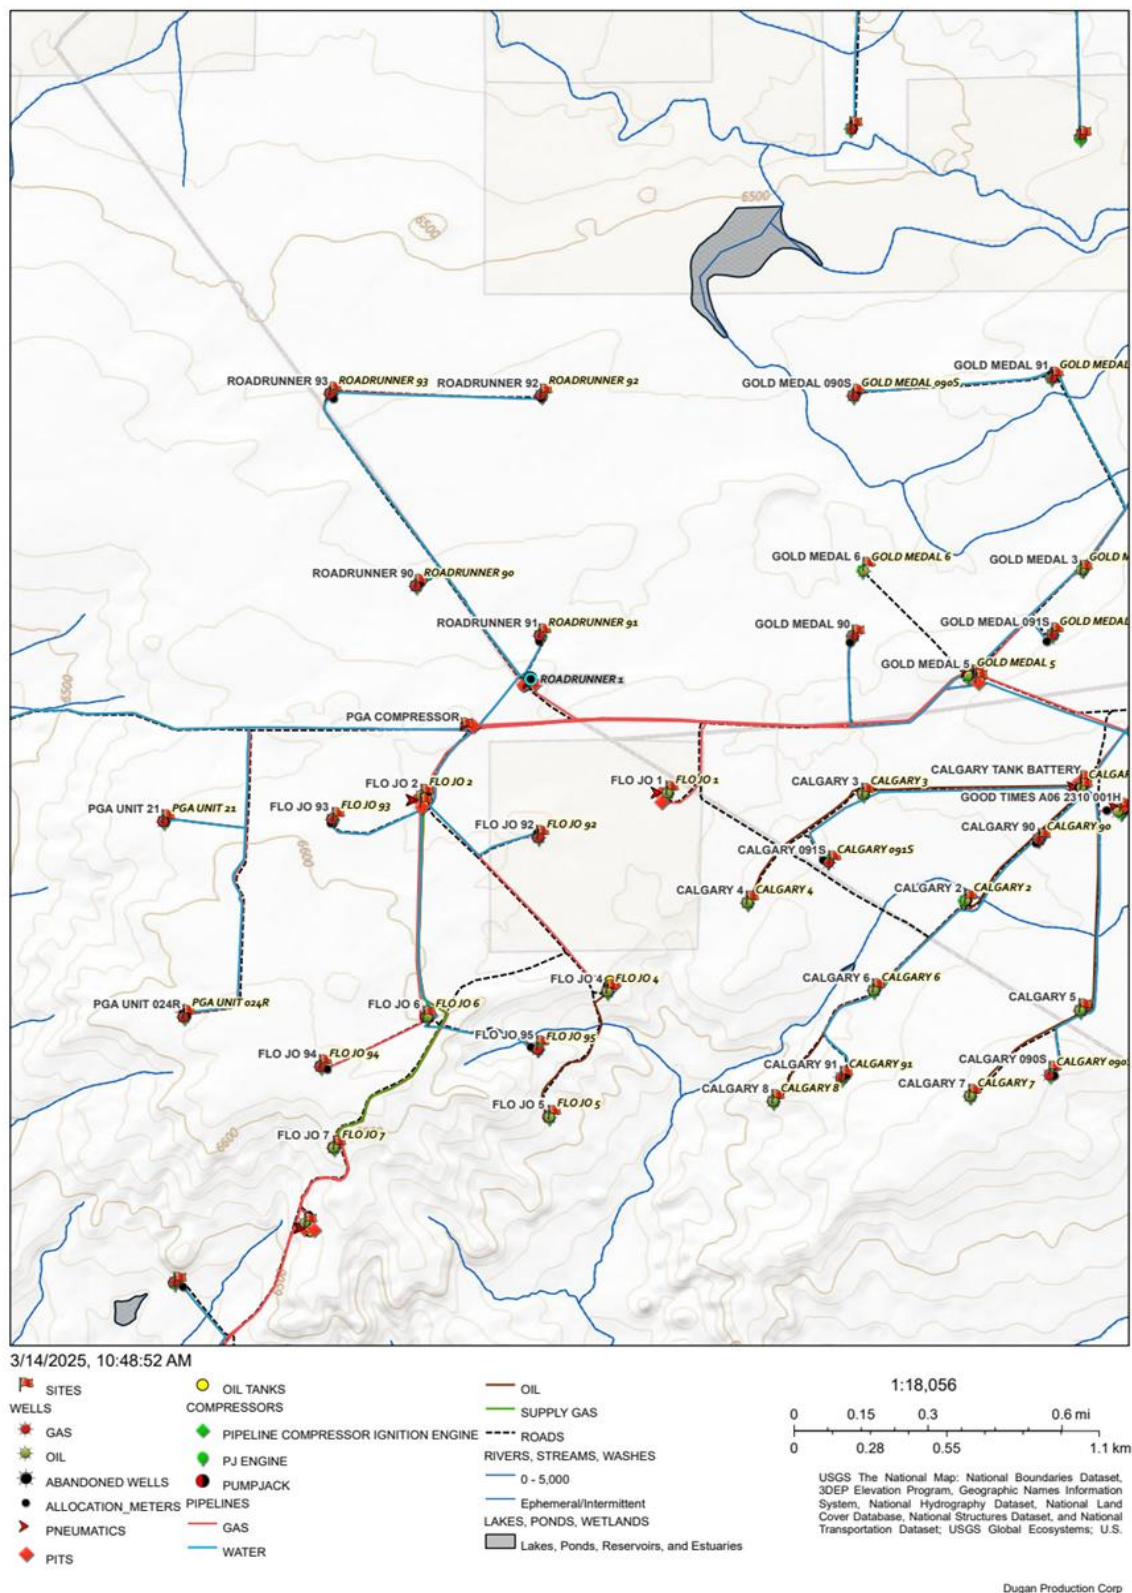 6500
6500
ROADRUNNER 93
ROADRUNNER 93
ROADRUNNER 92
ROADRUNNER 92
GOLD MEDAL 090S
GOLD MEDAL 090S
GOLD MEDAL 91
GOLD MEDAL
GOLD MEDAL 6
GOLD MEDAL 6
GOLD MEDAL 3
GOLD M
ROADRUNNER 90
ROADRUNNER 90
ROADRUNNER 91
ROADRUNNER 91
GOLD MEDAL 90
GOLD MEDAL 091S
GOLD MEDAL
GOLD MEDAL 5
GOLD MEDAL 5
ROADRUNNER 1
6500
PGA COMPRESSOR
FLO JO 2
FLO JO 2
FLO JO 1
FLO JO 1
CALGARY 3
CALGARY 3
CALGARY TANK BATTERY
CALGAR
GOOD TIMES A06 2310 001H
PGA UNIT 21
PGA UNIT 21
FLO JO 93
FLO JO 93
FLO JO 92
FLO JO 92
CALGARY 90
CALGARY 90
6600
CALGARY 091S
CALGARY 091S
CALGARY 4
CALGARY 4
CALGARY 2
CALGARY 2
FLO JO 4
FLO JO 4
CALGARY 6
CALGARY 6
PGA UNIT 024R
PGA UNIT 024R
FLO JO 6
FLO JO 6
CALGARY 5
FLO JO 95
FLO JO 95
FLO JO 94
FLO JO 94
CALGARY 91
CALGARY 91
CALGARY 090S
CALGARY 090
CALGARY 8
CALGARY 8
CALGARY 7
CALGARY 7
FLO JO 5
FLO JO 5
6600
FLO JO 7
FLO JO 7
6500
3/14/2025, 10:48:52 AM
SITES
WELLS
GAS
OIL
ABANDONED WELLS
ALLOCATION_METERS
PNEUMATICS
PITS
OIL TANKS
COMPRESSORS
PIPELINE COMPRESSOR IGNITION ENGINE
PJ ENGINE
PUMPJACK
PIPELINES
GAS
WATER
OIL
SUPPLY GAS
ROADS
RIVERS, STREAMS, WASHES
0 - 5,000
Ephemeral/Intermittent
LAKES, PONDS, WETLANDS
Lakes, Ponds, Reservoirs, and Estuaries
1:18,056
0 0.15 0.3 0.6 mi
0 0.28 0.55 1.1 km
USGS The National Map: National Boundaries Dataset,
3DEP Elevation Program, Geographic Names Information
System, National Hydrography Dataset, National Land
Cover Database, National Structures Dataset, and National
Transportation Dataset; USGS Global Ecosystems; U.S.
Dugan Production Corp